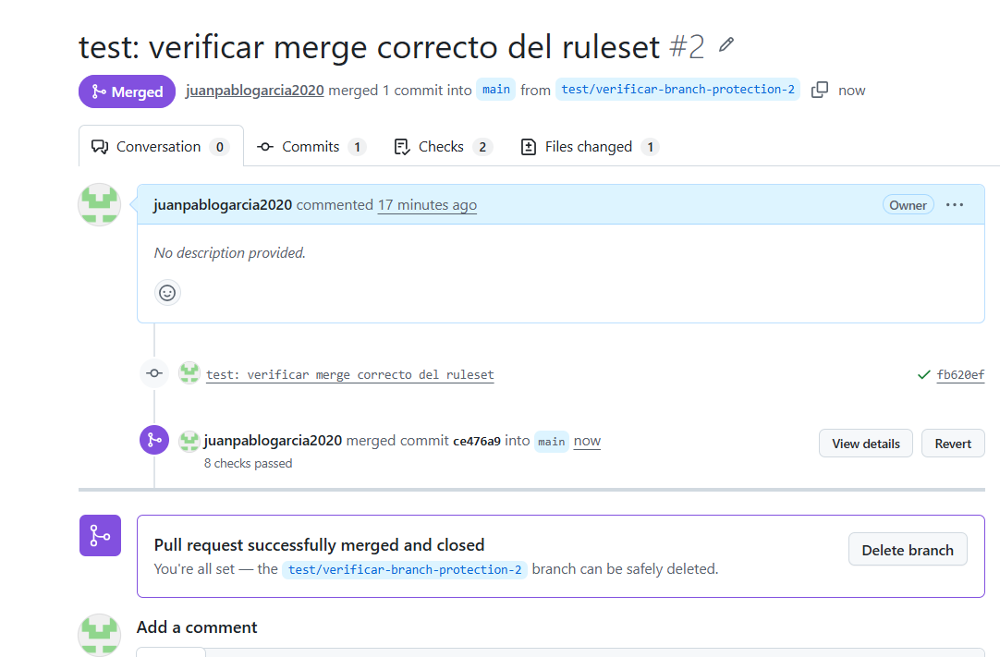 test: verificar merge correcto del ruleset #2
Merged juanpablogarcia2020 merged 1 commit into main from test/verificar-branch-protection-2 now
Conversation 0 Commits 1 Checks 2 Files changed 1
juanpablogarcia2020 commented 17 minutes ago Owner
No description provided.
test: verificar merge correcto del ruleset fb620ef
juanpablogarcia2020 merged commit ce476a9 into main now View details Revert
8 checks passed
Pull request successfully merged and closed
You're all set — the test/verificar-branch-protection-2 branch can be safely deleted. Delete branch
Add a comment